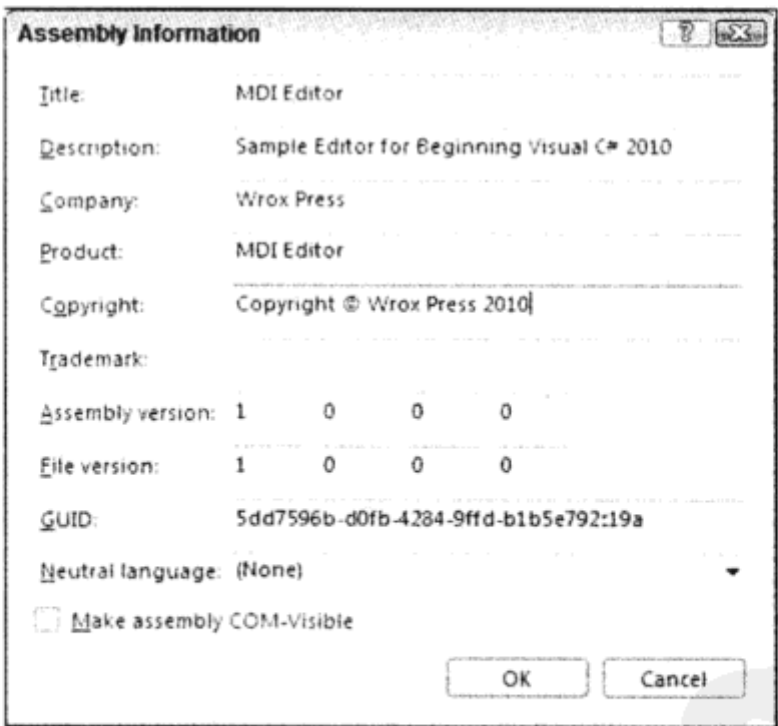 Assembly Information
Title: MDI Editor
Description: Sample Editor for Beginning Visual C# 2010
Company: Wrox Press
Product: MDI Editor
Copyright: Copyright © Wrox Press 2010
Trademark:
Assembly version: 1 0 0 0
File version: 1 0 0 0
GUID:
Neutral language: (None)
Make assembly COM-Visible
OK Cancel